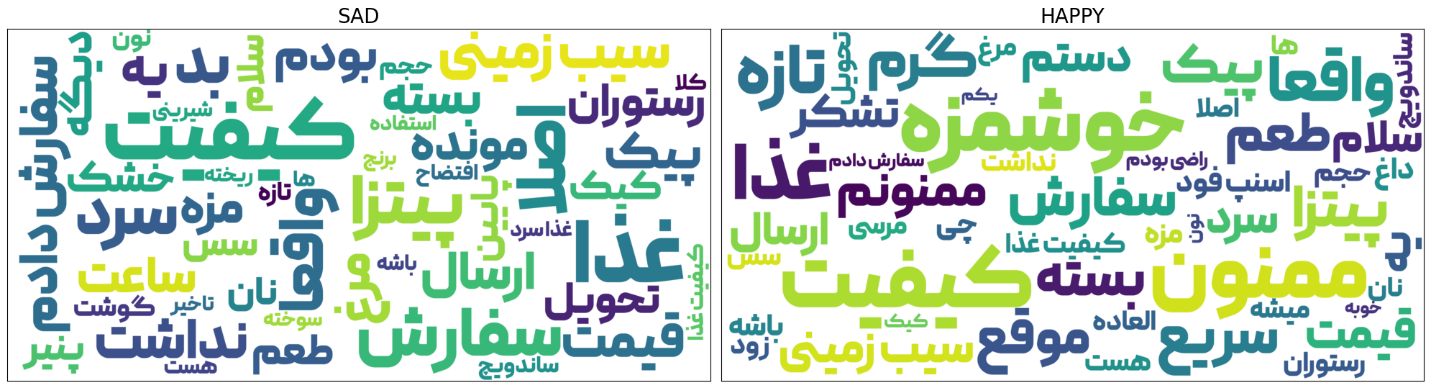 SAD
HAPPY
نون
دیگه
یه
بد
سلام
بودم
حجم
سیب زمینی
کلا
رستوران
بسته
شیرینی
کیفیت
استفاده
اصلا
سفارش دادم
مونده
پیک
برنج
افتضاح
خشک
ریخته
تازه
ها
کیک
سرد
مزه
واقعا
پیتزا
پایین
غذا سرد
غذا
سس
ساعت
مرغ
باشه
ارسال
کیفیت غذا
گوشت
تاخیر
نان
تحویل
سوخته
پنیر
نداشت
طعم
هست
سفارش
قیمت
ساندویچ
تازه
تحویل
گرم
مرغ
دستم
پیک
ها
واقعا
ساندویچ
تشکر
یکم
خوشمزه
اصلا
طعم
سلام
غذا
سفارش دادم
نداشت
راضی بودم
داغ
حجم
ممنونم
اسنپ فود
سفارش
پیتزا
سرد
ارسال
مرسی
چی
کیفیت غذا
مزه
نون
یه
سس
کیفیت
بسته
ممنون
نان
خوبه
میشه
باشه
زود
کیک
العاده
موقع
سریع
قیمت
سیب زمینی
هست
رستوران